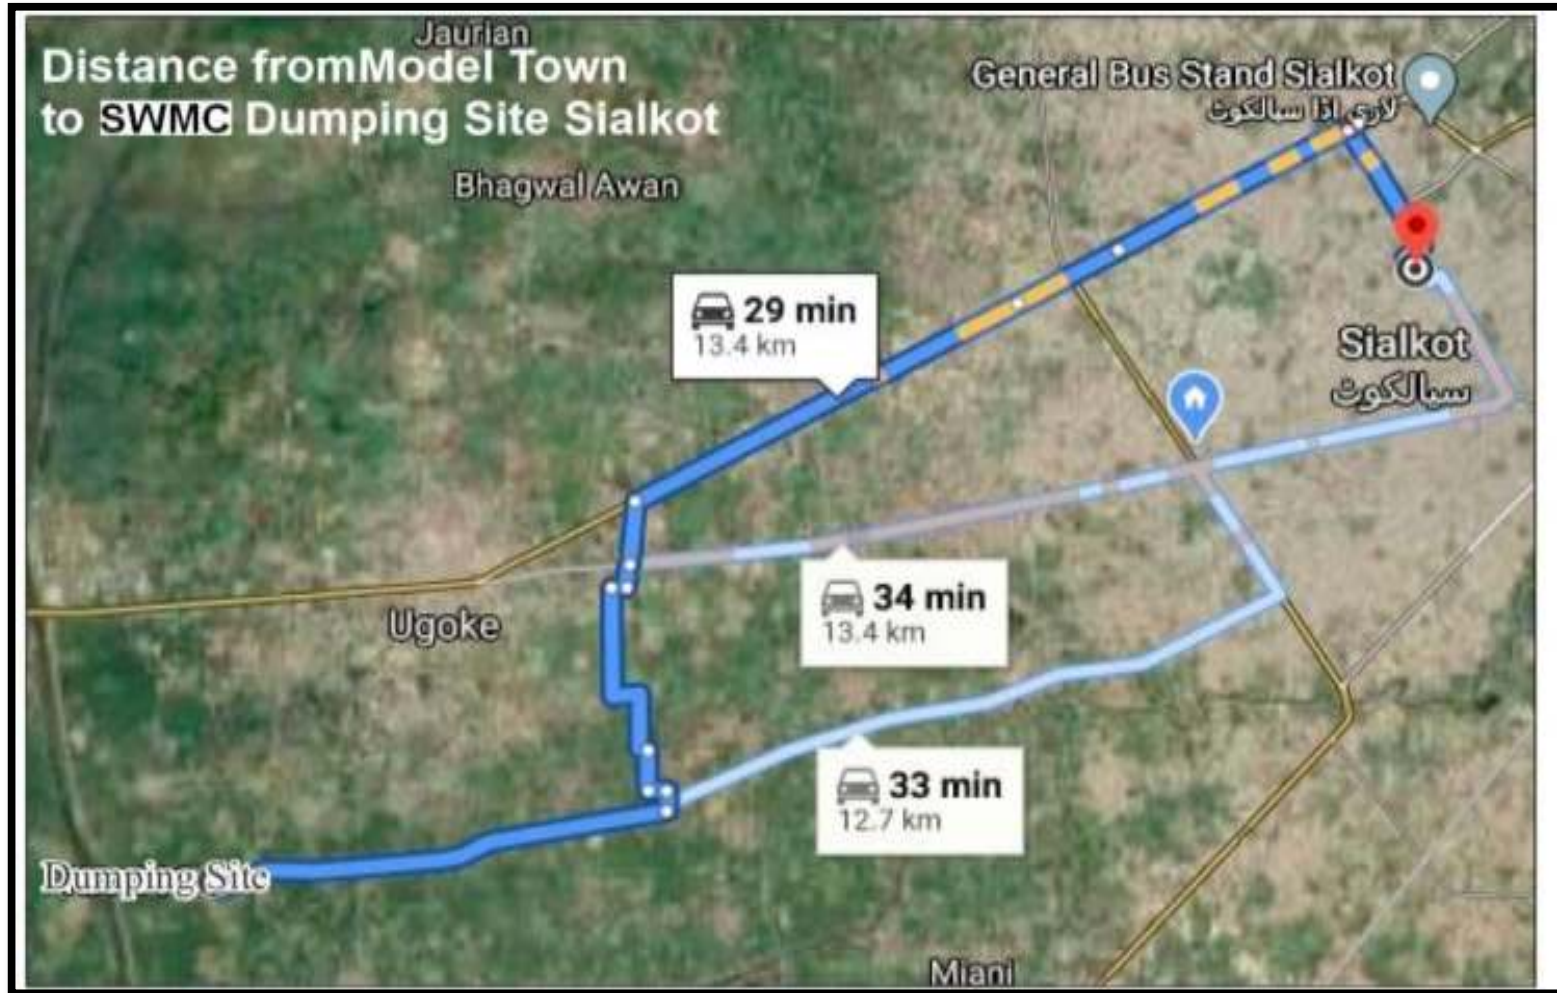 Jaurian
Distance fromModel Town
to SWMC Dumping Site Sialkot
General Bus Stand Sialkot
لاری اڈا سیالکوٹ
Bhagwal Awan
29 min
13.4 km
Sialkot
سیالکوٹ
34 min
13.4 km
Ugoke
33 min
12.7 km
Dumping Site
Miani